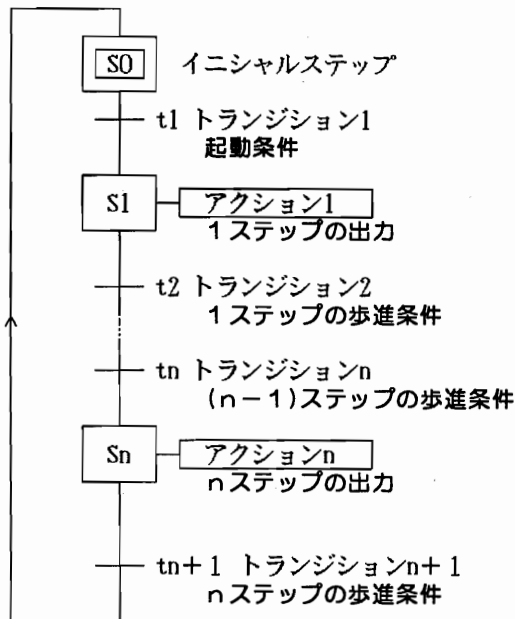 S0 イニシャルステップ
t1 トランジション1
起動条件
S1 アクション1
1ステップの出力
t2 トランジション2
1ステップの歩進条件
tn トランジションn
(n-1)ステップの歩進条件
Sn アクションn
nステップの出力
tn+1 トランジションn+1
nステップの歩進条件